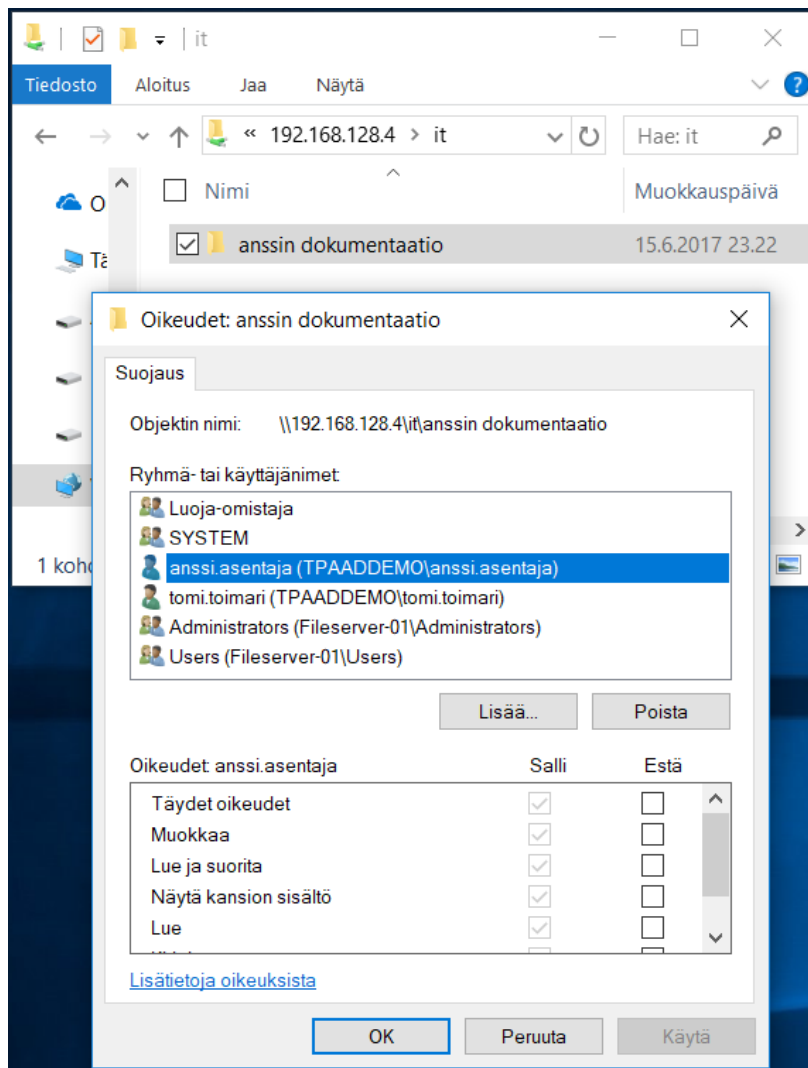 it
Tiedosto Aloitus Jaa Näytä
« 192.168.128.4 > it Hae: it
Nimi Muokkauspäivä
O
anssin dokumentaatio 15.6.2017 23.22
Tä
Oikeudet: anssin dokumentaatio
Suojaus
Objektin nimi: \\192.168.128.4\it\anssin dokumentaatio
Ryhmä- tai käyttäjänimet:
Luoja-omistaja
SYSTEM
1 koh
anssi.asentaja (TPAADDEMO\anssi.asentaja)
tomi.toimari (TPAADDEMO\tomi.toimari)
Administrators (Fileserver-01\Administrators)
Users (Fileserver-01\Users)
Lisää... Poista
Oikeudet: anssi.asentaja Salli Estä
Täydet oikeudet
Muokkaa
Lue ja suorita
Näytä kansion sisältö
Lue
Lisätietoja oikeuksista
OK Peruuta Käytä